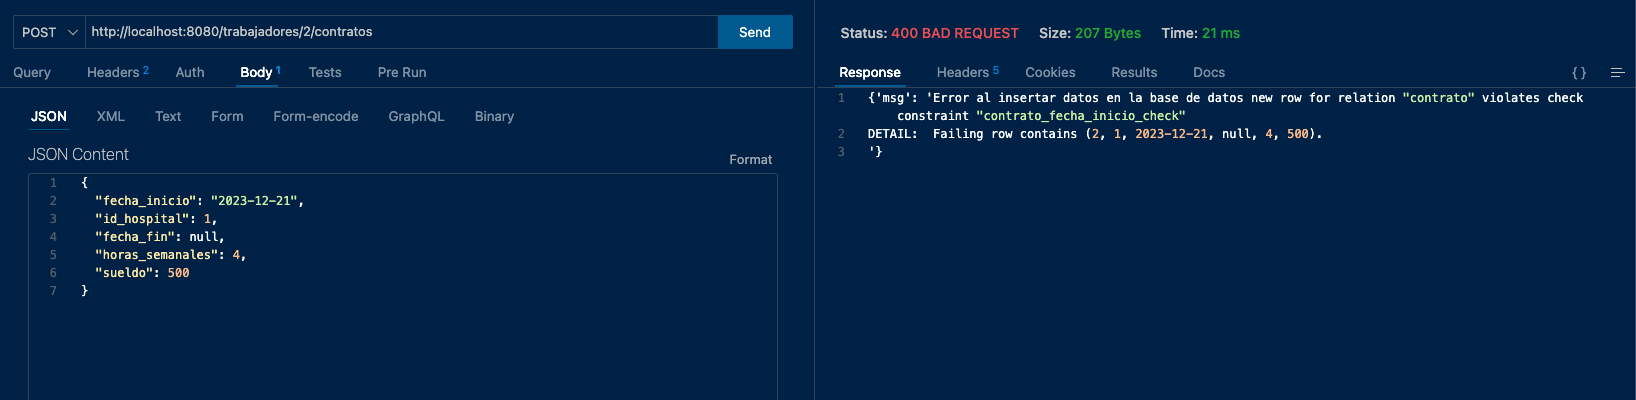 POST
http://localhost:8080/trabajadores/2/contratos
Send
Query
Headers 2
Auth
Body 1
Tests
Pre Run
JSON
XML
Text
Form
Form-encode
GraphQL
Binary
JSON Content
Format
1 {
2 "fecha_inicio": "2023-12-21",
3 "id_hospital": 1,
4 "fecha_fin": null,
5 "horas_semanales": 4,
6 "sueldo": 500
7 }
Status: 400 BAD REQUEST Size: 207 Bytes Time: 21 ms
Response
Headers 5
Cookies
Results
Docs
{ }
1 {'msg': 'Error al insertar datos en la base de datos new row for relation "contrato" violates check
constraint "contrato_fecha_inicio_check"
2 DETAIL:  Failing row contains (2, 1, 2023-12-21, null, 4, 500).
3 '}